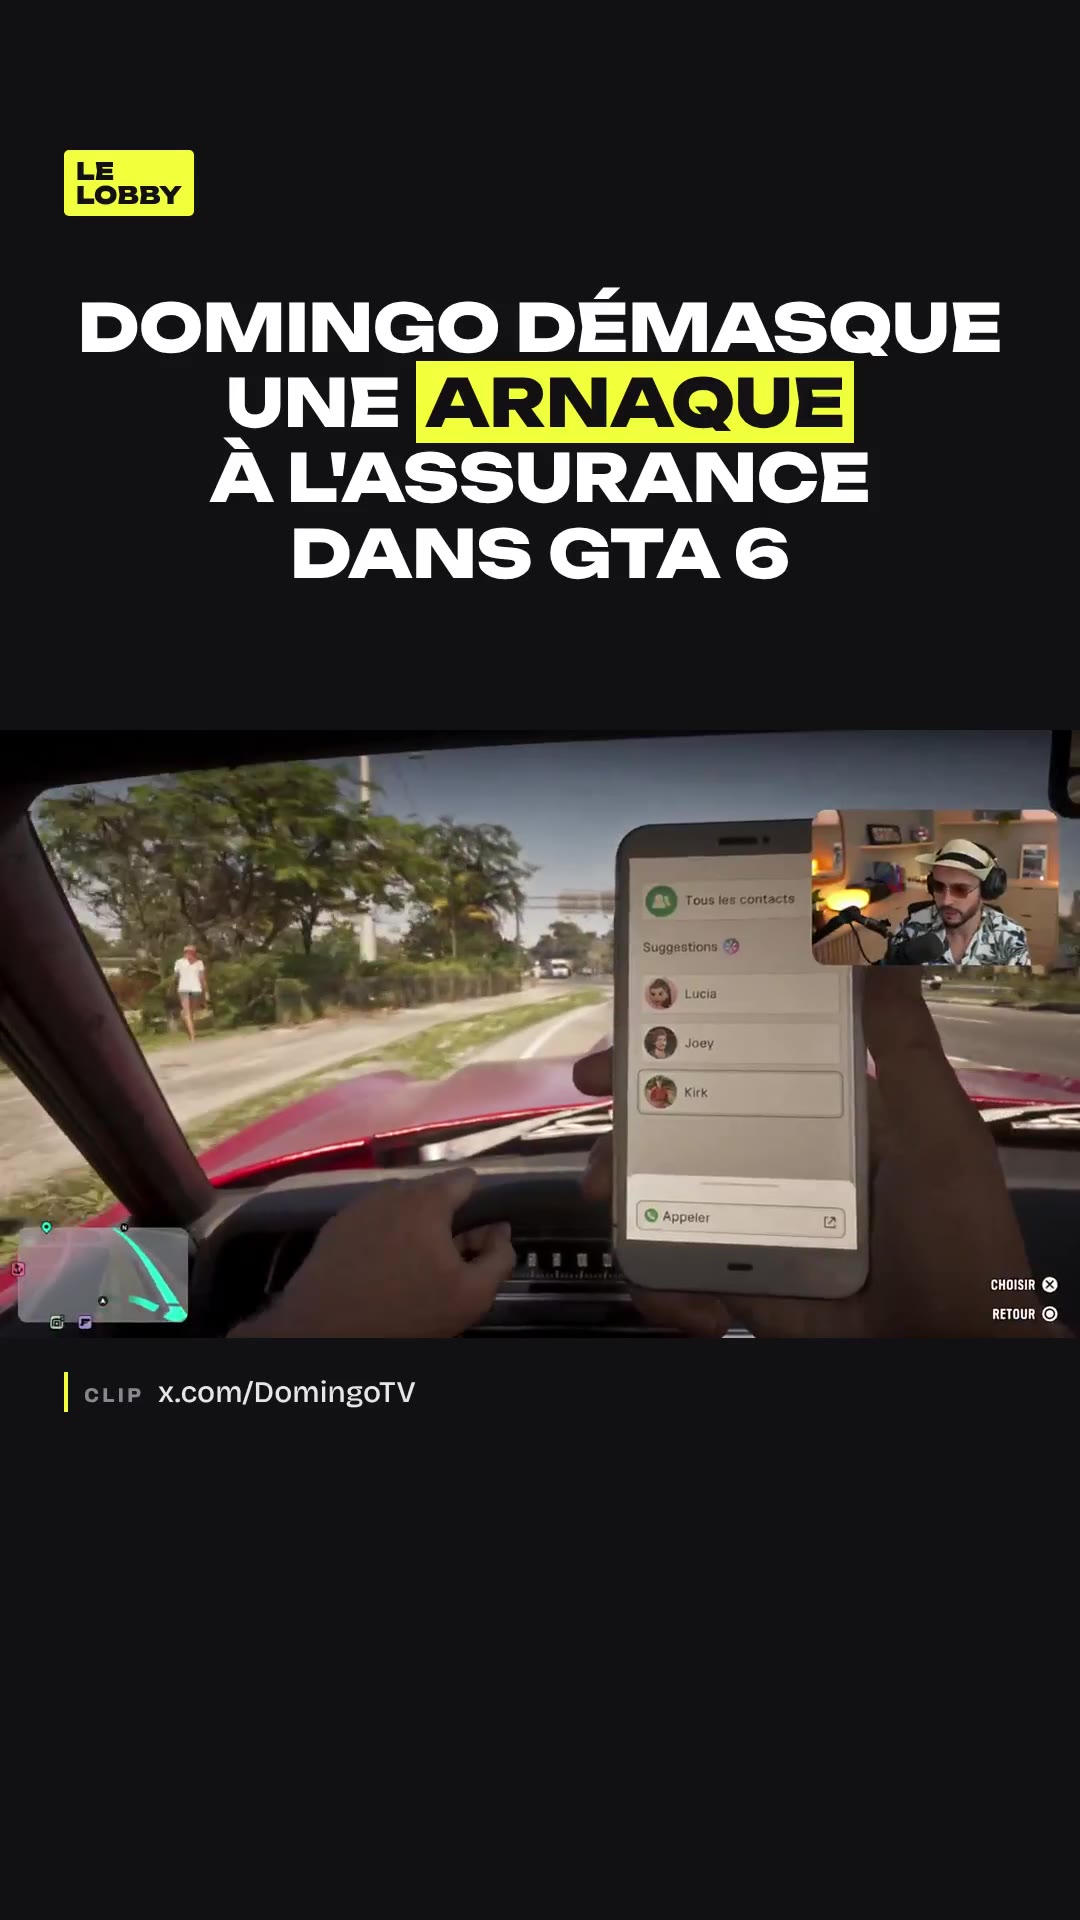 LE
LOBBY
DOMINGO DÉMASQUE
UNE ARNAQUE
À L'ASSURANCE
DANS GTA 6
Tous les contacts
Suggestions
Lucia
Joey
Kirk
Appeler
N
CHOISIR
RETOUR
CLIP x.com/DomingoTV